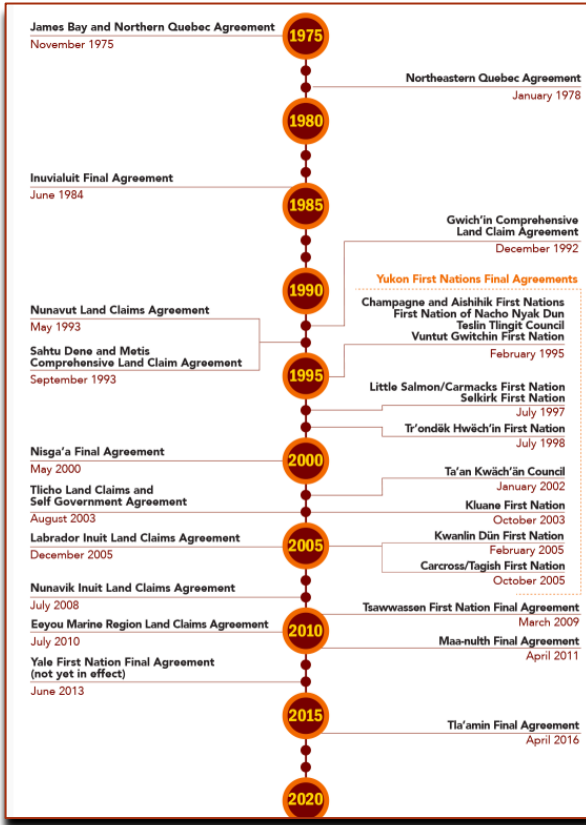 James Bay and Northern Quebec Agreement
November 1975
1975
Northeastern Quebec Agreement
January 1978
1980
Inuvialuit Final Agreement
June 1984
1985
Gwich'in Comprehensive
Land Claim Agreement
December 1992
1990
Yukon First Nations Final Agreements
Nunavut Land Claims Agreement
May 1993
Champagne and Aishihik First Nations
First Nation of Nacho Nyak Dun
Teslin Tlingit Council
Vuntut Gwitchin First Nation
February 1995
Sahtu Dene and Metis
Comprehensive Land Claim Agreement
September 1993
1995
Little Salmon/Carmacks First Nation
Selkirk First Nation
July 1997
Tr'ondëk Hwëch'in First Nation
July 1998
Nisga'a Final Agreement
May 2000
2000
Ta'an Kwäch'än Council
January 2002
Tlicho Land Claims and
Self Government Agreement
August 2003
Kluane First Nation
October 2003
Labrador Inuit Land Claims Agreement
December 2005
2005
Kwanlin Dün First Nation
February 2005
Carcross/Tagish First Nation
October 2005
Nunavik Inuit Land Claims Agreement
July 2008
Tsawwassen First Nation Final Agreement
March 2009
Eeyou Marine Region Land Claims Agreement
July 2010
2010
Maa-nulth Final Agreement
April 2011
Yale First Nation Final Agreement
(not yet in effect)
June 2013
2015
Tla'amin Final Agreement
April 2016
2020